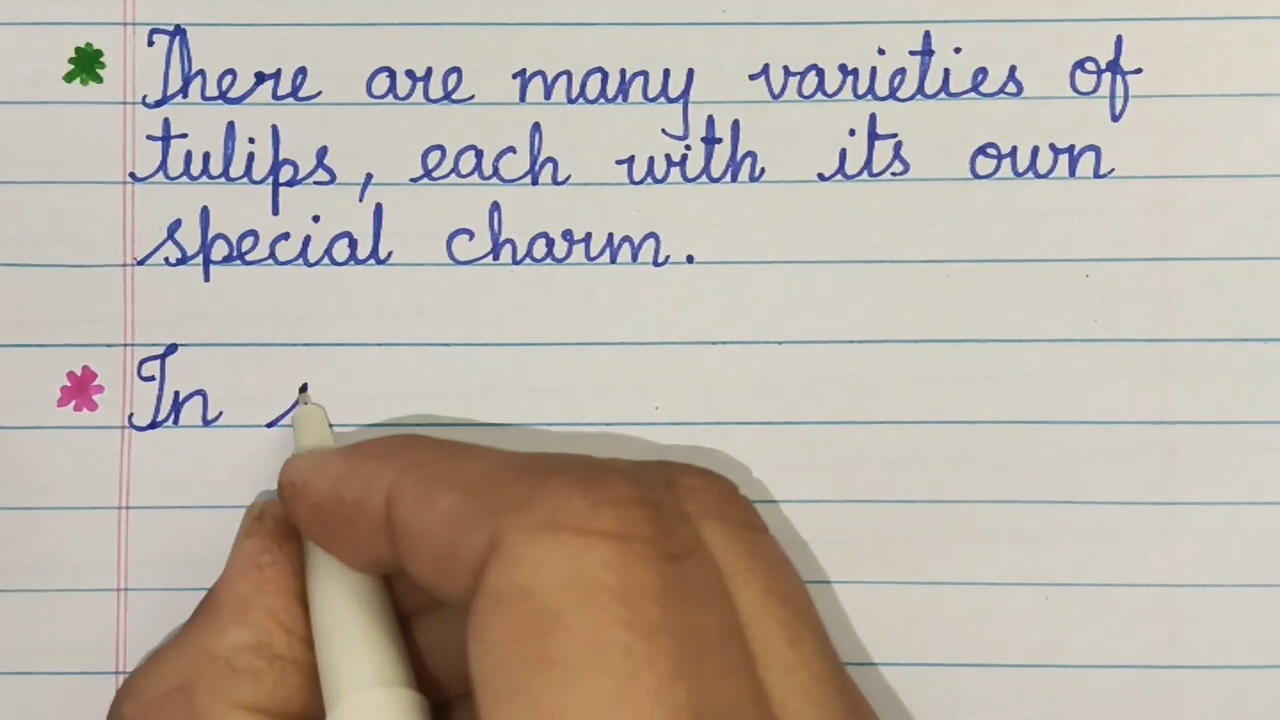 There are many varieties of
tulips, each with its own
special charm.
In